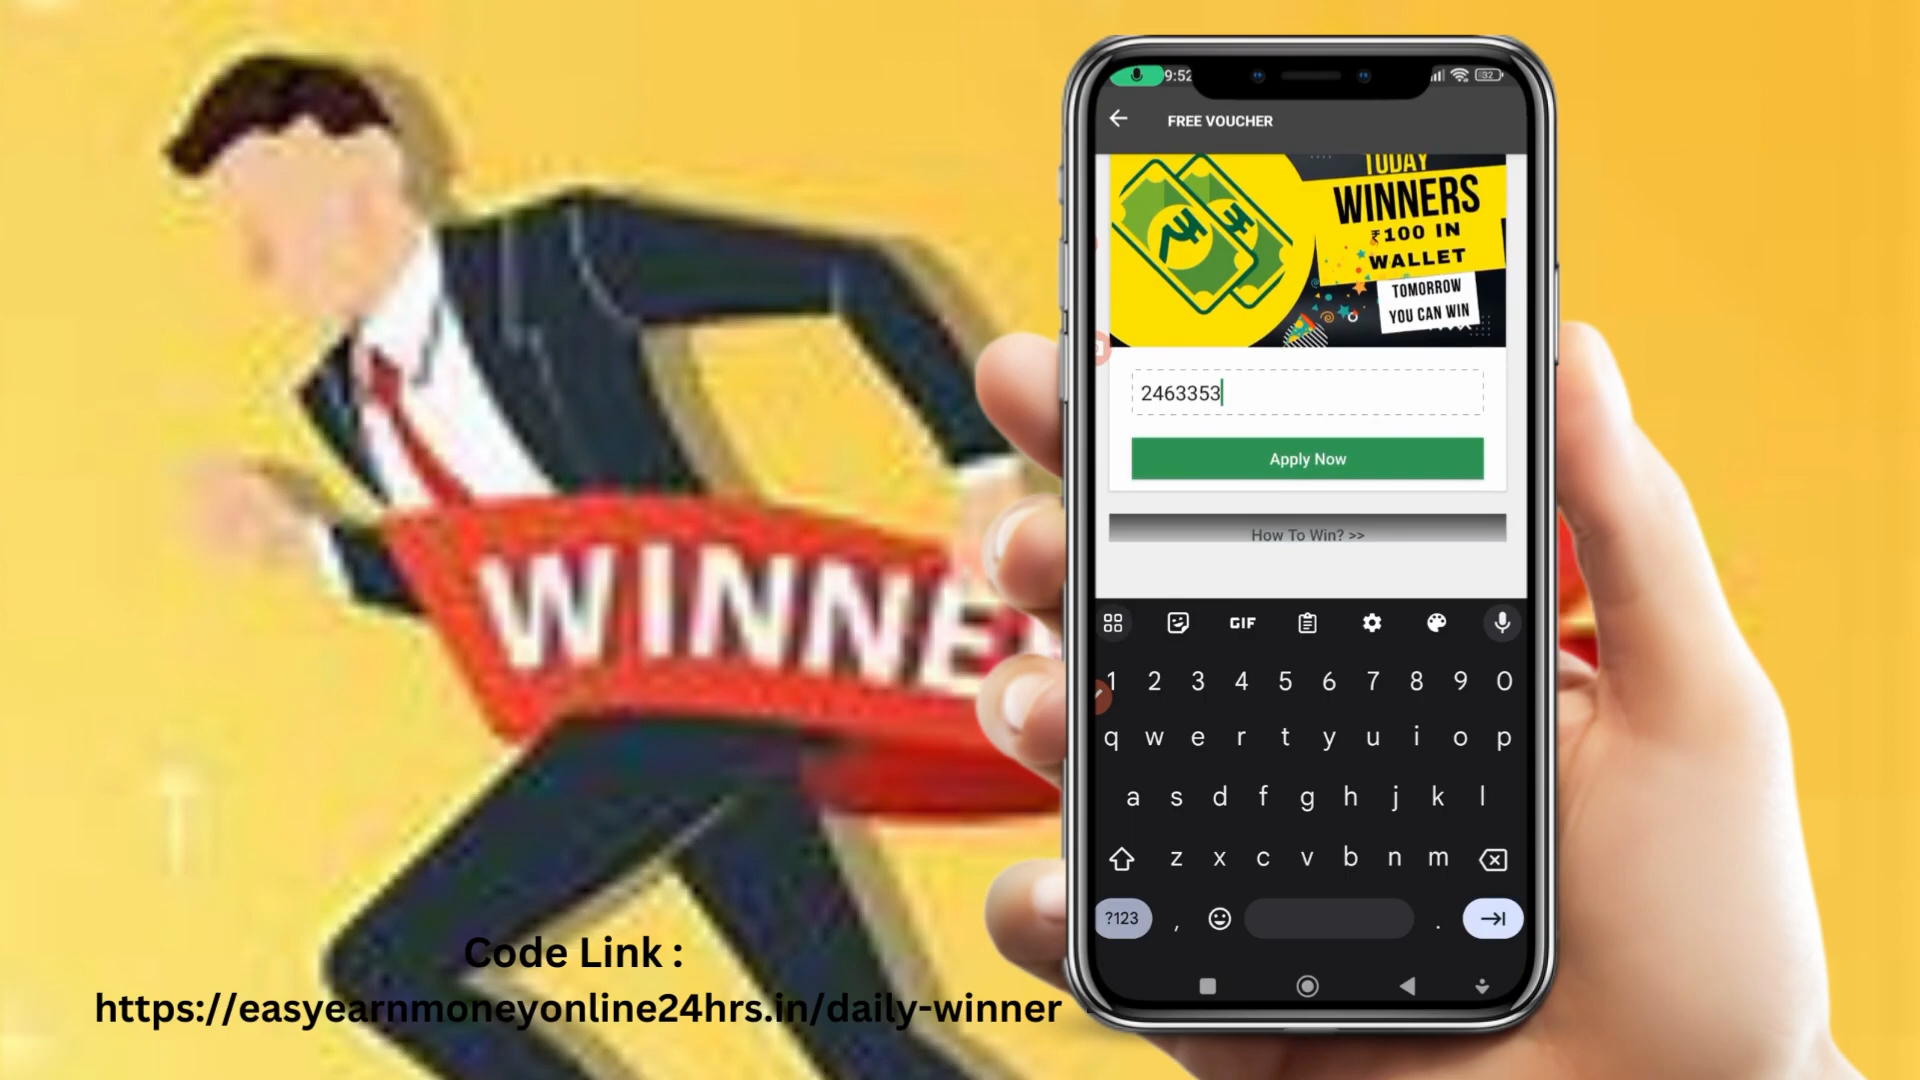 WINNE
Code Link :
https://easyearnmoneyonline24hrs.in/daily-winner
9:52
32
FREE VOUCHER
TODAY
WINNERS
₹100 IN
WALLET
TOMORROW
YOU CAN WIN
2463353
Apply Now
How To Win? >>
GIF
1 2 3 4 5 6 7 8 9 0
q w e r t y u i o p
a s d f g h j k l
z x c v b n m
?123 , .